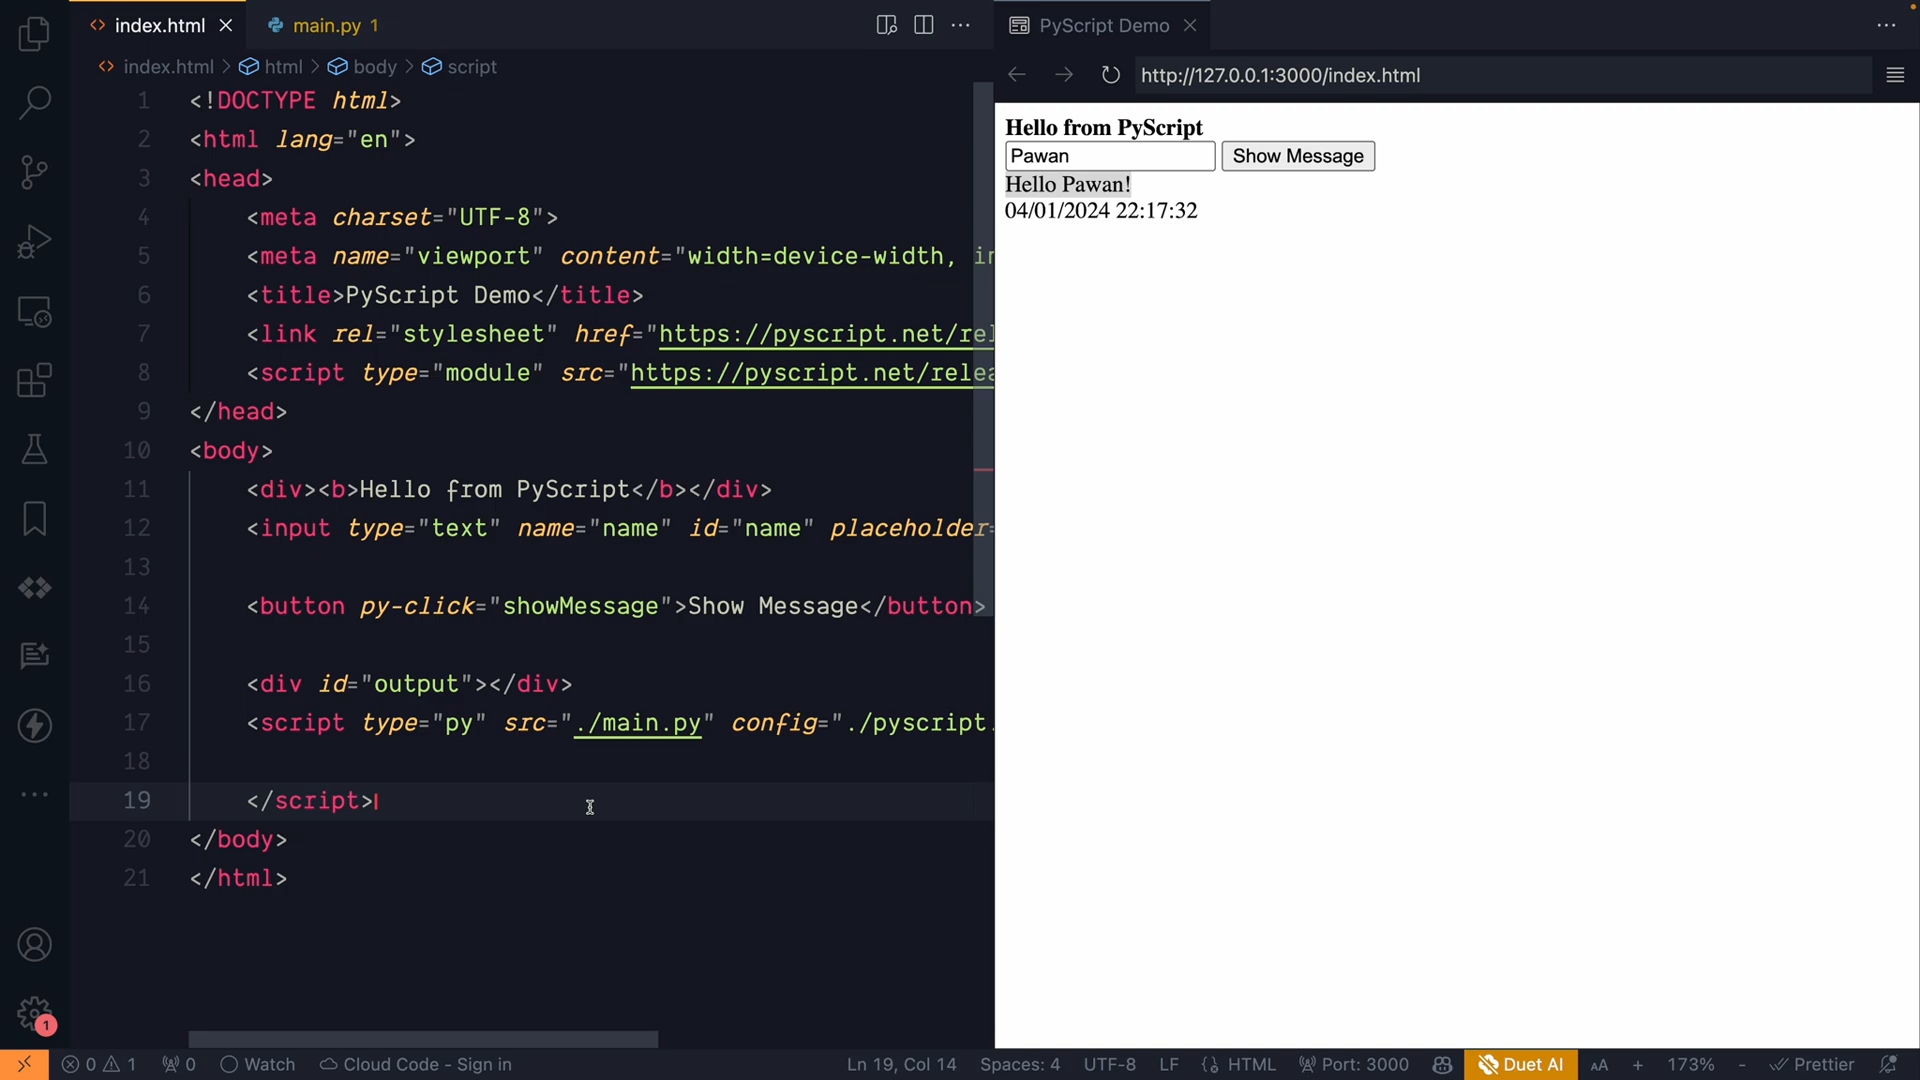 index.html
main.py 1
PyScript Demo
index.html > html > body > script
http://127.0.0.1:3000/index.html
1 <!DOCTYPE html>
2 <html lang="en">
3 <head>
4 <meta charset="UTF-8">
5 <meta name="viewport" content="width=device-width, in
6 <title>PyScript Demo</title>
7 <link rel="stylesheet" href="https://pyscript.net/rel
8 <script type="module" src="https://pyscript.net/relea
9 </head>
10 <body>
11 <div><b>Hello from PyScript</b></div>
12 <input type="text" name="name" id="name" placeholder=
13
14 <button py-click="showMessage">Show Message</button>
15
16 <div id="output"></div>
17 <script type="py" src="./main.py" config="./pyscript.
18
19 </script>
20 </body>
21 </html>
Hello from PyScript
Pawan Show Message
Hello Pawan!
04/01/2024 22:17:32
1
0 1 0 Watch Cloud Code - Sign in Ln 19, Col 14 Spaces: 4 UTF-8 LF {} HTML Port: 3000 Duet AI AA + 173% - Prettier